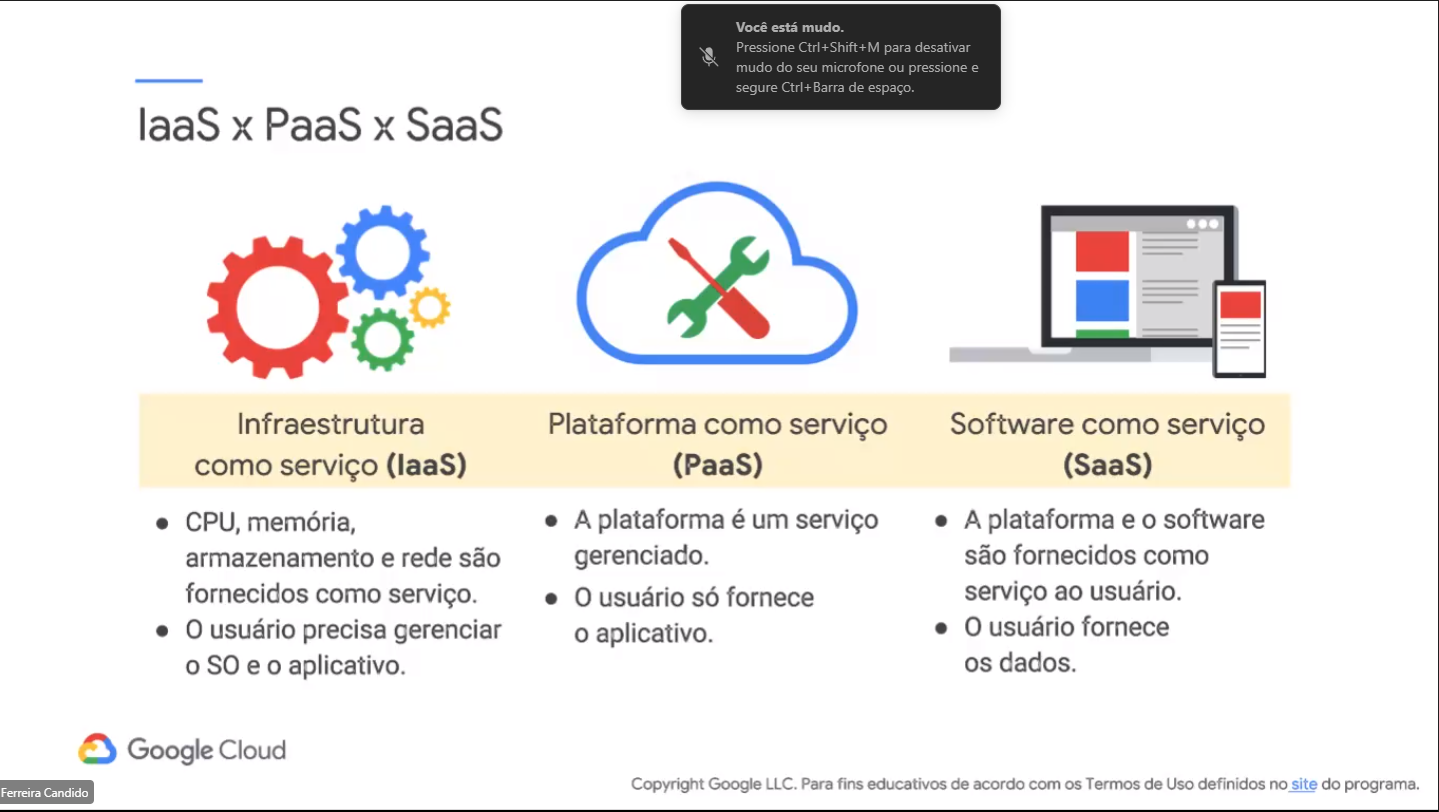 Você está mudo.
Pressione Ctrl+Shift+M para desativar
mudo do seu microfone ou pressione e
segure Ctrl+Barra de espaço.
IaaS x PaaS x SaaS
Infraestrutura
como serviço (IaaS)
Plataforma como serviço
(PaaS)
Software como serviço
(SaaS)
● CPU, memória,
armazenamento e rede são
fornecidos como serviço.
● O usuário precisa gerenciar
o SO e o aplicativo.
● A plataforma é um serviço
gerenciado.
● O usuário só fornece
o aplicativo.
● A plataforma e o software
são fornecidos como
serviço ao usuário.
● O usuário fornece
os dados.
Google Cloud
Ferreira Candido
Copyright Google LLC. Para fins educativos de acordo com os Termos de Uso definidos no site do programa.